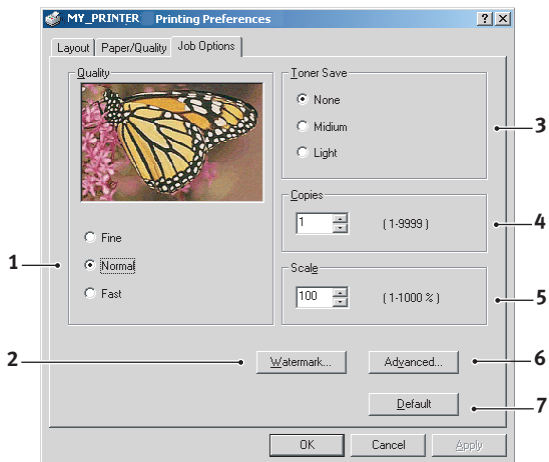 MY_PRINTER Printing Preferences
Layout
Paper/Quality
Job Options
Quality
Fine
Normal
Fast
Toner Save
None
Midium
Light
Copies
1
( 1-9999 )
Scale
100
( 1-1000 % )
Watermark...
Advanced...
Default
OK
Cancel
Apply
1
2
3
4
5
6
7